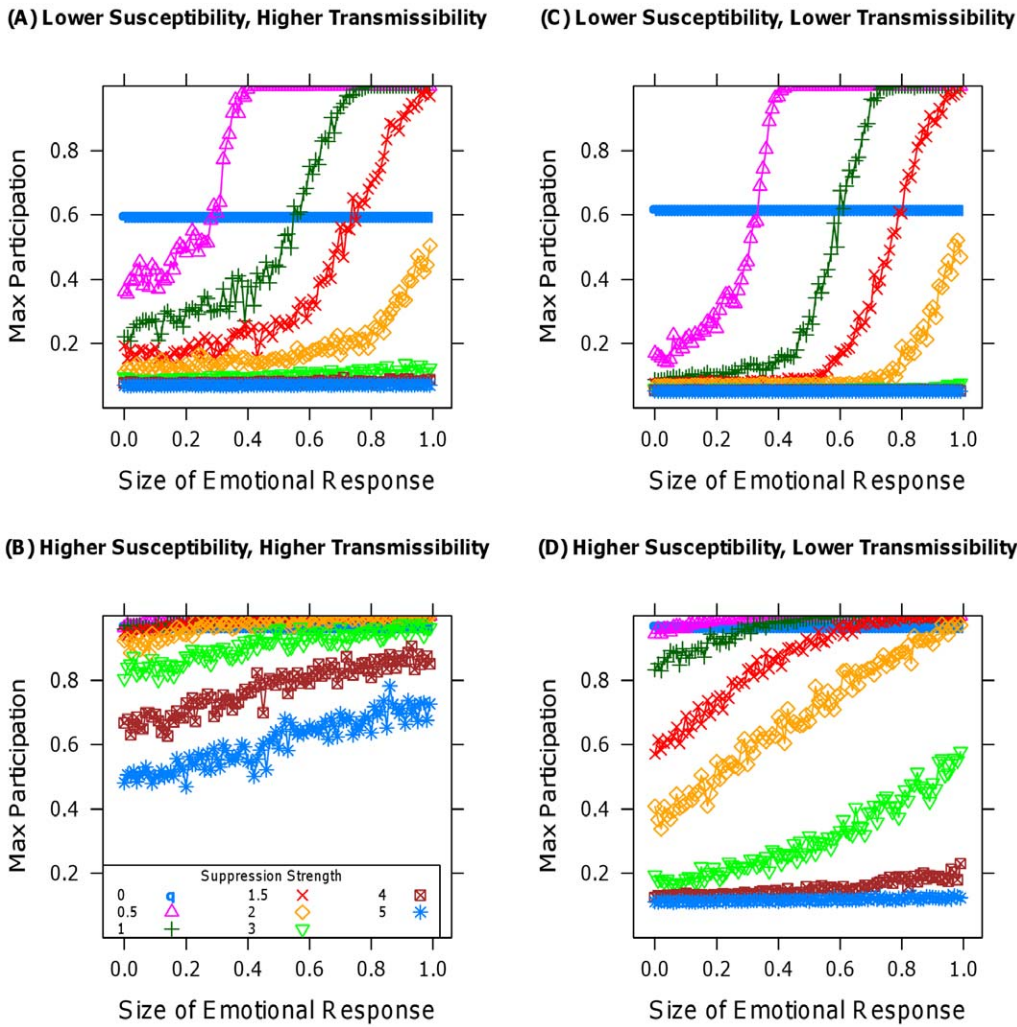 (A) Lower Susceptibility, Higher Transmissibility
Max Participation
0.8
0.6
0.4
0.2
0.0 0.2 0.4 0.6 0.8 1.0
Size of Emotional Response
(C) Lower Susceptibility, Lower Transmissibility
Max Participation
0.8
0.6
0.4
0.2
0.0 0.2 0.4 0.6 0.8 1.0
Size of Emotional Response
(B) Higher Susceptibility, Higher Transmissibility
Max Participation
0.8
0.6
0.4
0.2
Suppression Strength
0 q 1.5 4
0.5 2 5
1 3
0.0 0.2 0.4 0.6 0.8 1.0
Size of Emotional Response
(D) Higher Susceptibility, Lower Transmissibility
Max Participation
0.8
0.6
0.4
0.2
0.0 0.2 0.4 0.6 0.8 1.0
Size of Emotional Response